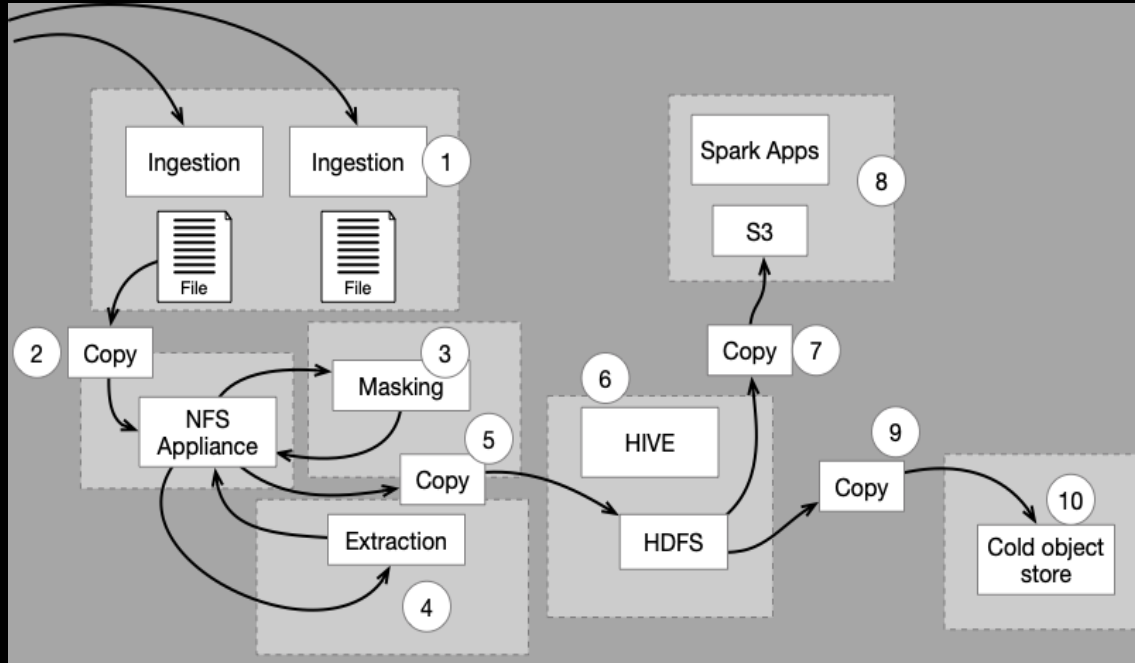 Ingestion
Ingestion
1
File
File
2
Copy
NFS
Appliance
3
Masking
5
Copy
Extraction
4
6
HIVE
HDFS
Copy
7
Spark Apps
8
S3
9
Copy
10
Cold object
store